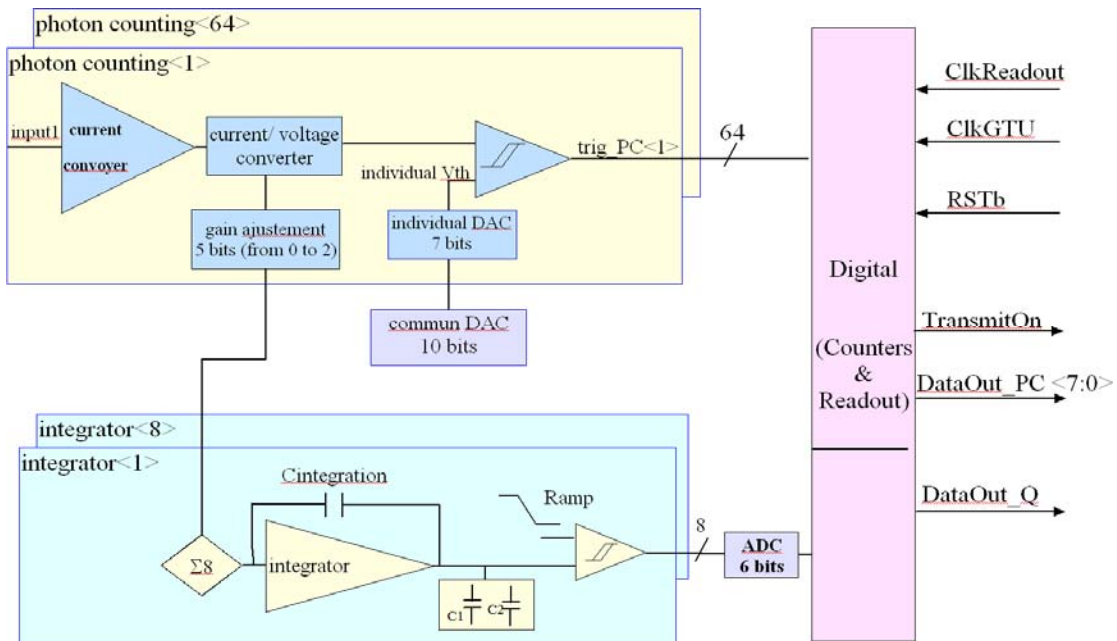 photon counting<64>
photon counting<1>
input1
current
convoyer
current/ voltage
converter
gain ajustement
5 bits (from 0 to 2)
individual Vth
individual DAC
7 bits
commun DAC
10 bits
trig_PC<1>
64
Digital
(Counters
&
Readout)
ClkReadout
ClkGTU
RSTb
TransmitOn
DataOut_PC <7:0>
DataOut_Q
integrator<8>
integrator<1>
Cintegration
Σ8
integrator
C1
C2
Ramp
8
ADC
6 bits